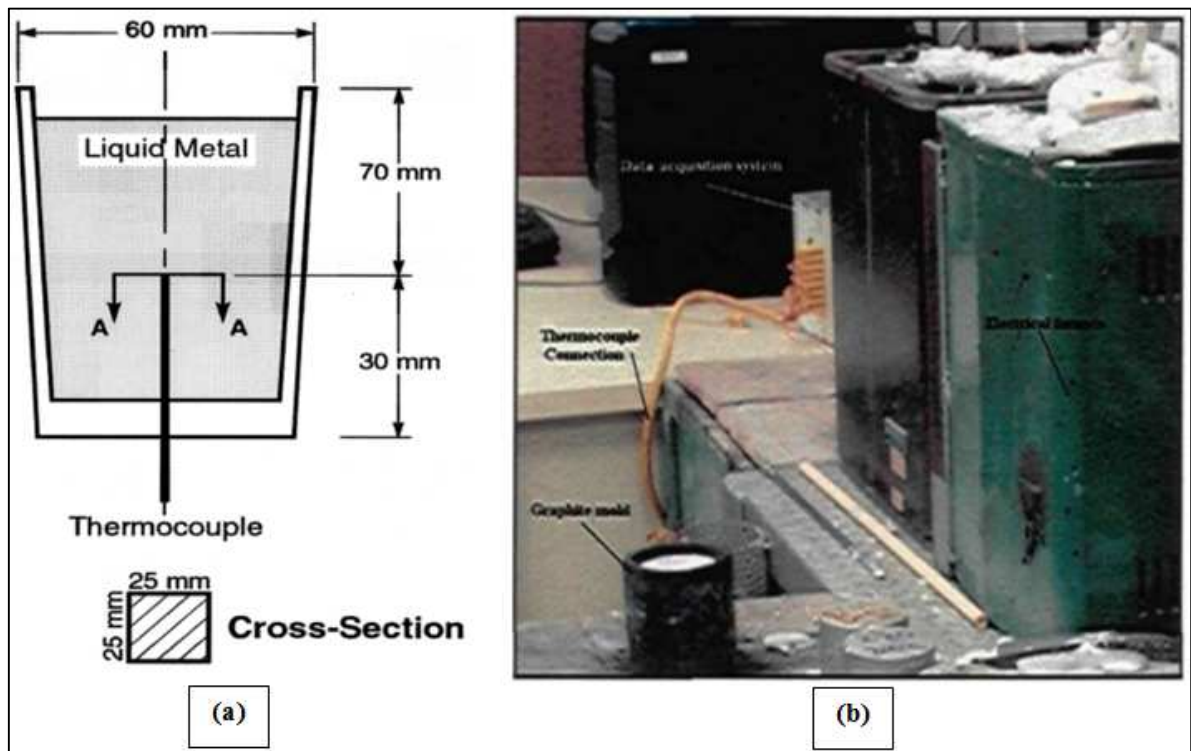 60 mm
Liquid Metal
70 mm
A
A
30 mm
Thermocouple
25 mm
25 mm
Cross-Section
(a)
Data acquisition system
Thermocouple
Connection
Electrical furnace
Graphite mold
(b)